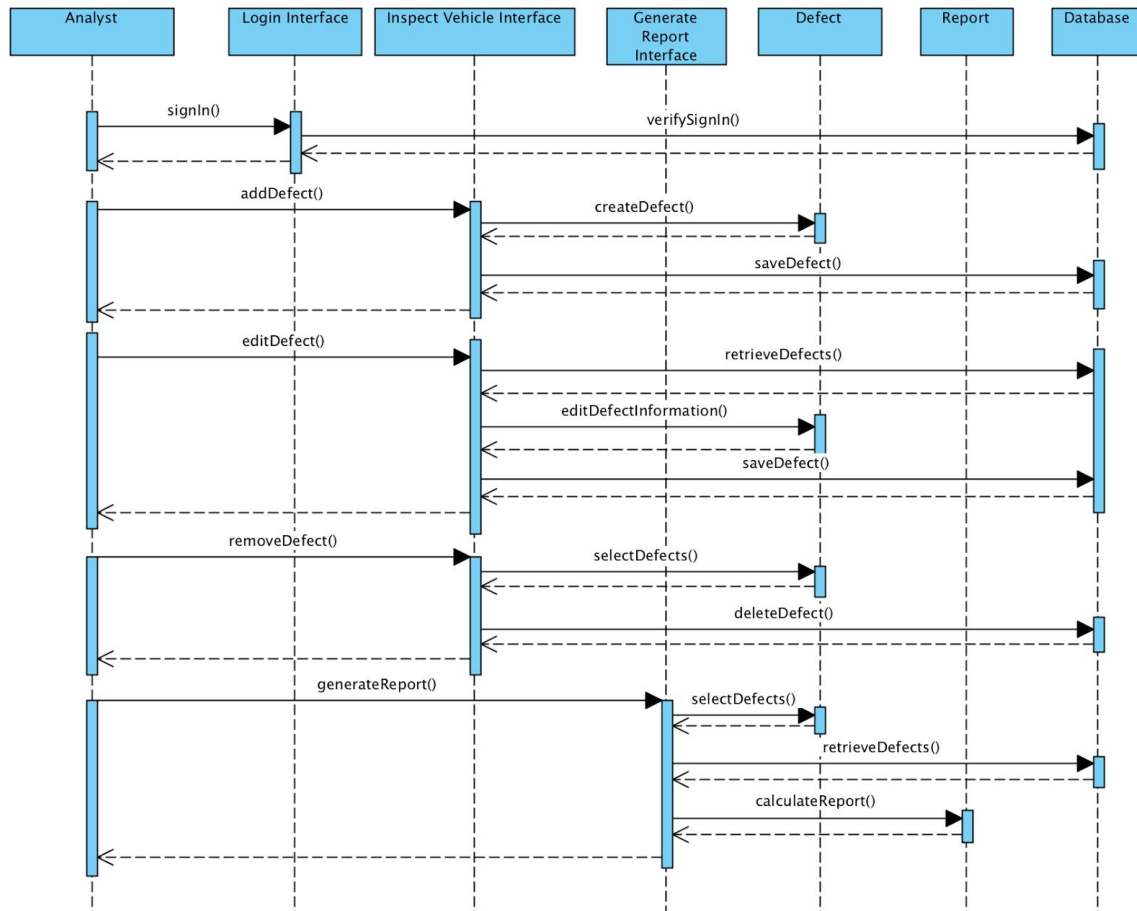 Analyst
Login Interface
Inspect Vehicle Interface
Generate
Report
Interface
Defect
Report
Database
signIn()
verifySignIn()
addDefect()
createDefect()
saveDefect()
editDefect()
retrieveDefects()
editDefectInformation()
saveDefect()
removeDefect()
selectDefects()
deleteDefect()
generateReport()
selectDefects()
retrieveDefects()
calculateReport()